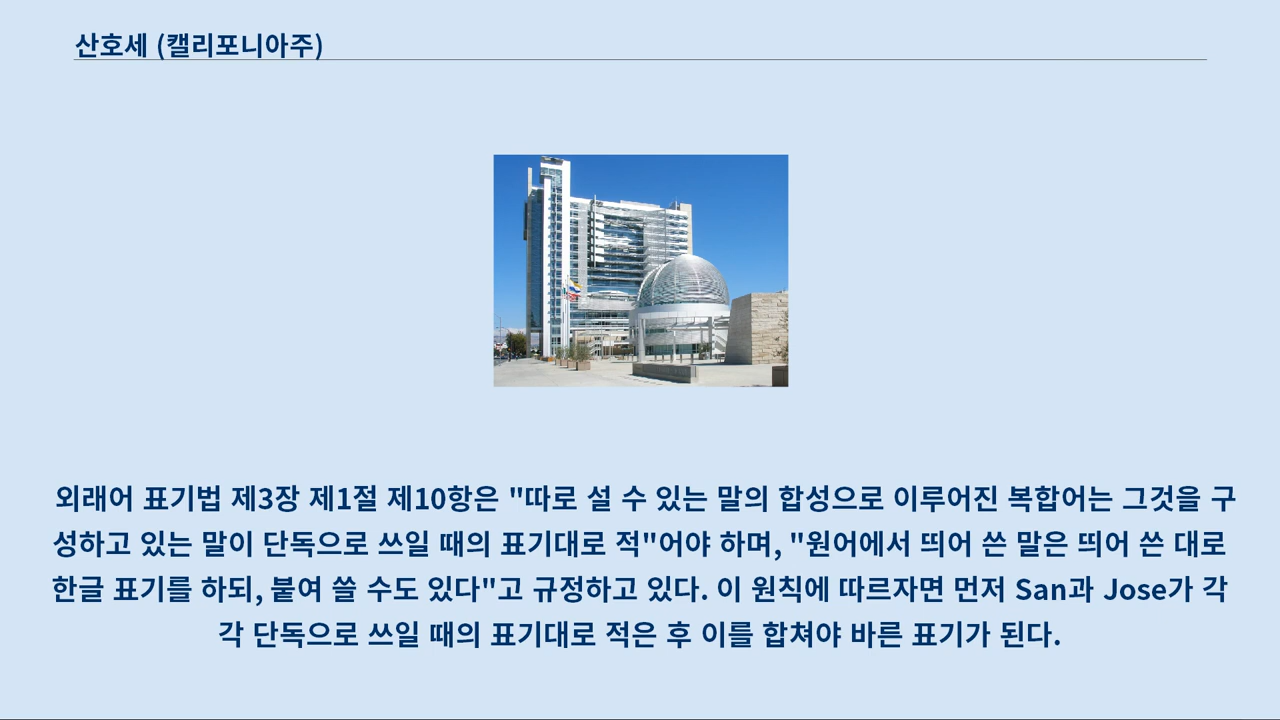 산호세 (캘리포니아주)
외래어 표기법 제3장 제1절 제10항은 "따로 설 수 있는 말의 합성으로 이루어진 복합어는 그것을 구
성하고 있는 말이 단독으로 쓰일 때의 표기대로 적"어야 하며, "원어에서 띄어 쓴 말은 띄어 쓴 대로
한글 표기를 하되, 붙여 쓸 수도 있다"고 규정하고 있다. 이 원칙에 따르자면 먼저 San과 Jose가 각
각 단독으로 쓰일 때의 표기대로 적은 후 이를 합쳐야 바른 표기가 된다.